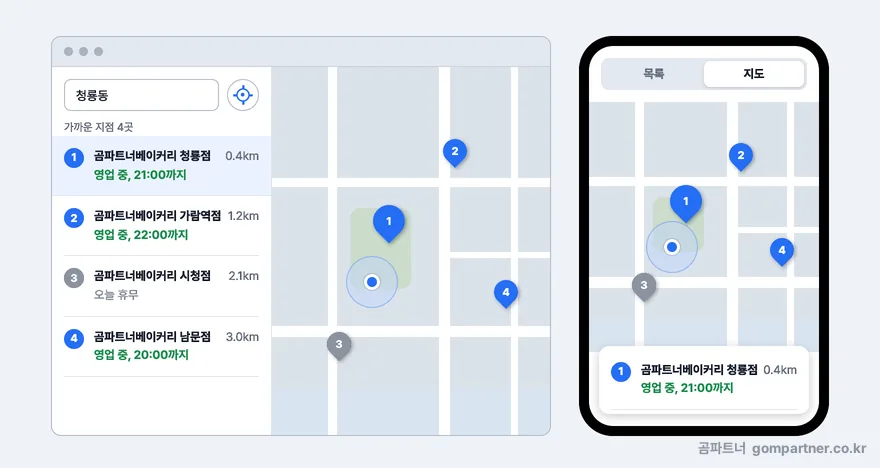 청룡동
가까운 지점 4곳
1 곰파트너베이커리 청룡점 0.4km
영업 중, 21:00까지
2 곰파트너베이커리 가람역점 1.2km
영업 중, 22:00까지
3 곰파트너베이커리 시청점 2.1km
오늘 휴무
4 곰파트너베이커리 남문점 3.0km
영업 중, 20:00까지
2
1
4
3
목록 지도
2
1
4
3
1 곰파트너베이커리 청룡점 0.4km
영업 중, 21:00까지
곰파트너 gompartner.co.kr